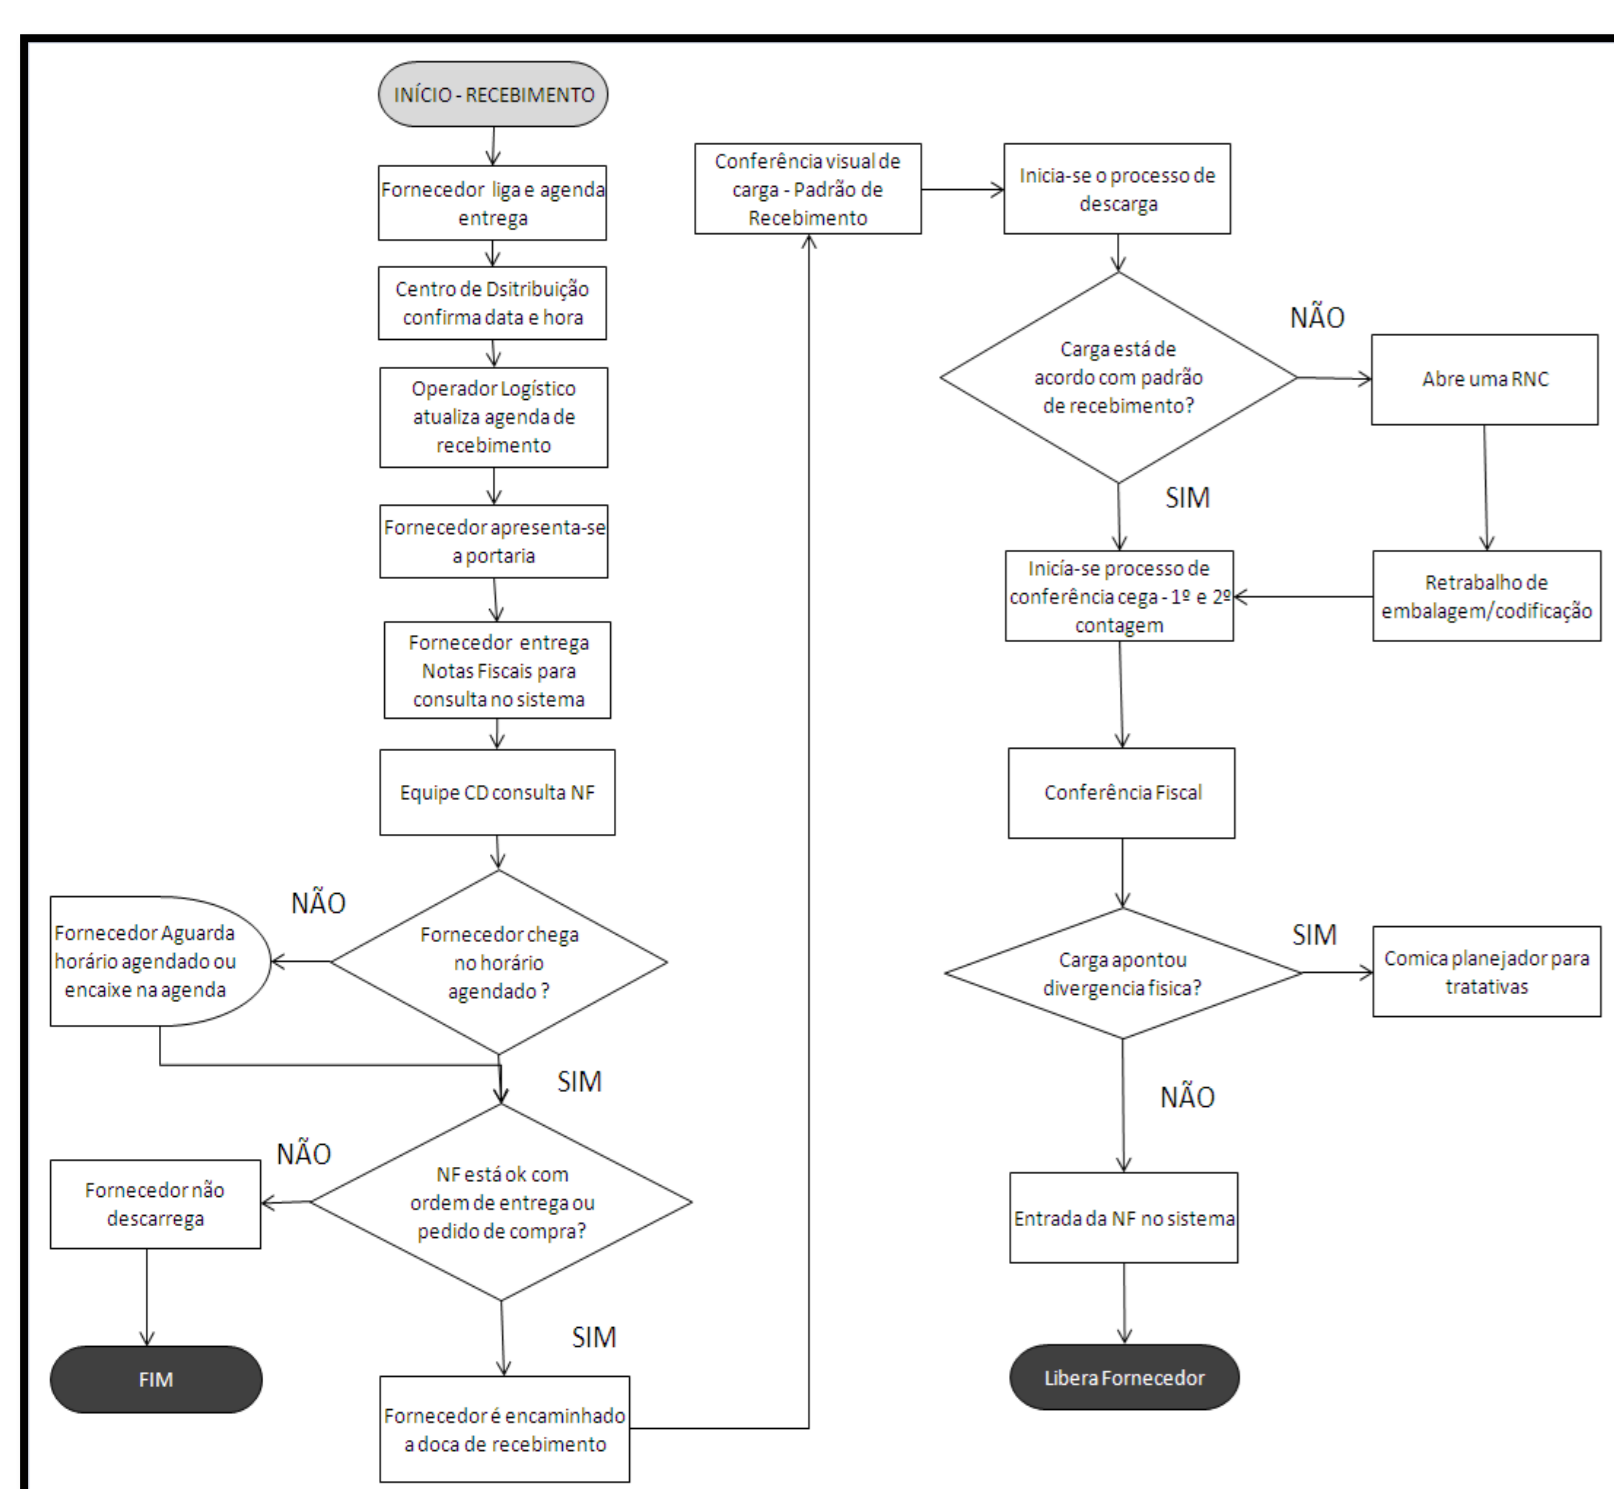 INÍCIO - RECEBIMENTO
Fornecedor liga e agenda
entrega
Centro de Dsitribuição
confirma data e hora
Operador Logístico
atualiza agenda de
recebimento
Fornecedor apresenta-se
a portaria
Fornecedor entrega
Notas Fiscais para
consulta no sistema
Equipe CD consulta NF
Fornecedor chega
no horário
agendado ?
NÃO
Fornecedor Aguarda
horário agendado ou
encaixe na agenda
SIM
NF está ok com
ordem de entrega ou
pedido de compra?
NÃO
Fornecedor não
descarrega
FIM
SIM
Fornecedor é encaminhado
a doca de recebimento
Conferência visual de
carga - Padrão de
Recebimento
Inicia-se o processo de
descarga
Carga está de
acordo com padrão
de recebimento?
NÃO
Abre uma RNC
Retrabalho de
embalagem/codificação
SIM
Inicía-se processo de
conferência cega - 1º e 2º
contagem
Conferência Fiscal
Carga apontou
divergencia fisica?
SIM
Comica planejador para
tratativas
NÃO
Entrada da NF no sistema
Libera Fornecedor